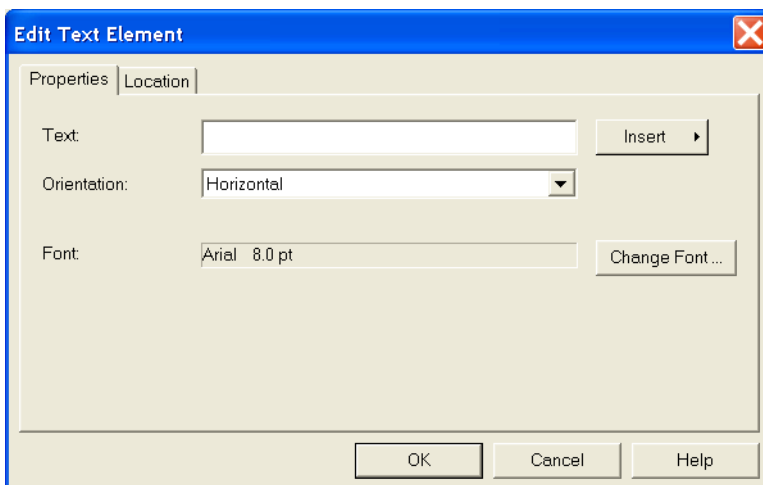 Edit Text Element
Properties Location
Text: Insert
Orientation: Horizontal
Font: Arial 8.0 pt Change Font ...
OK Cancel Help